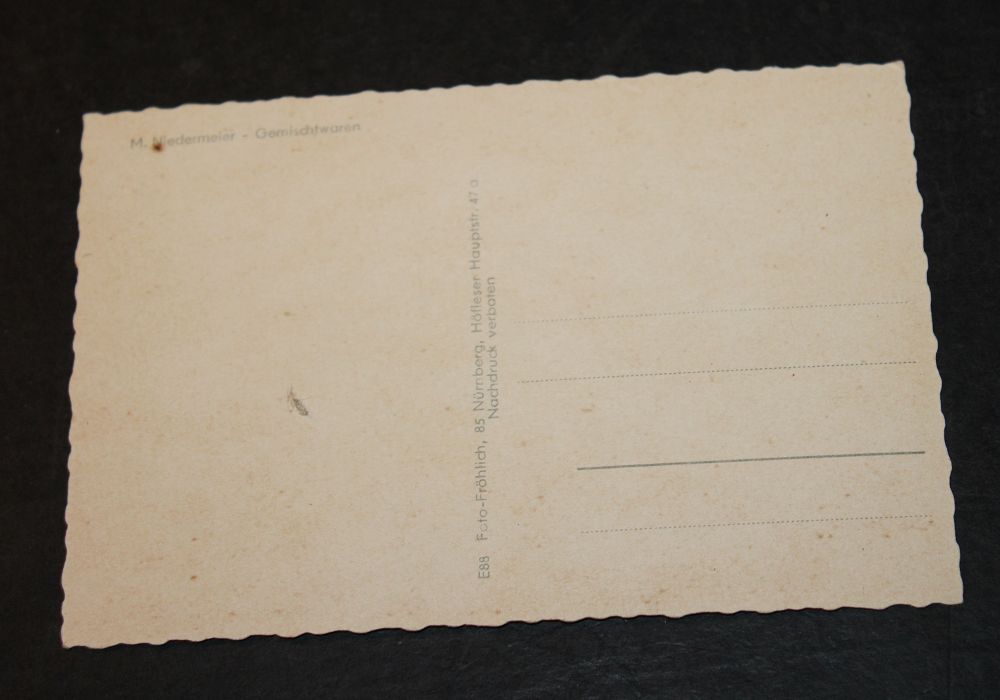 M. Niedermeier - Gemischtwaren
E88 Foto-Fröhlich, 85 Nürnberg, Höfleser Hauptstr. 47 a
Nachdruck verboten